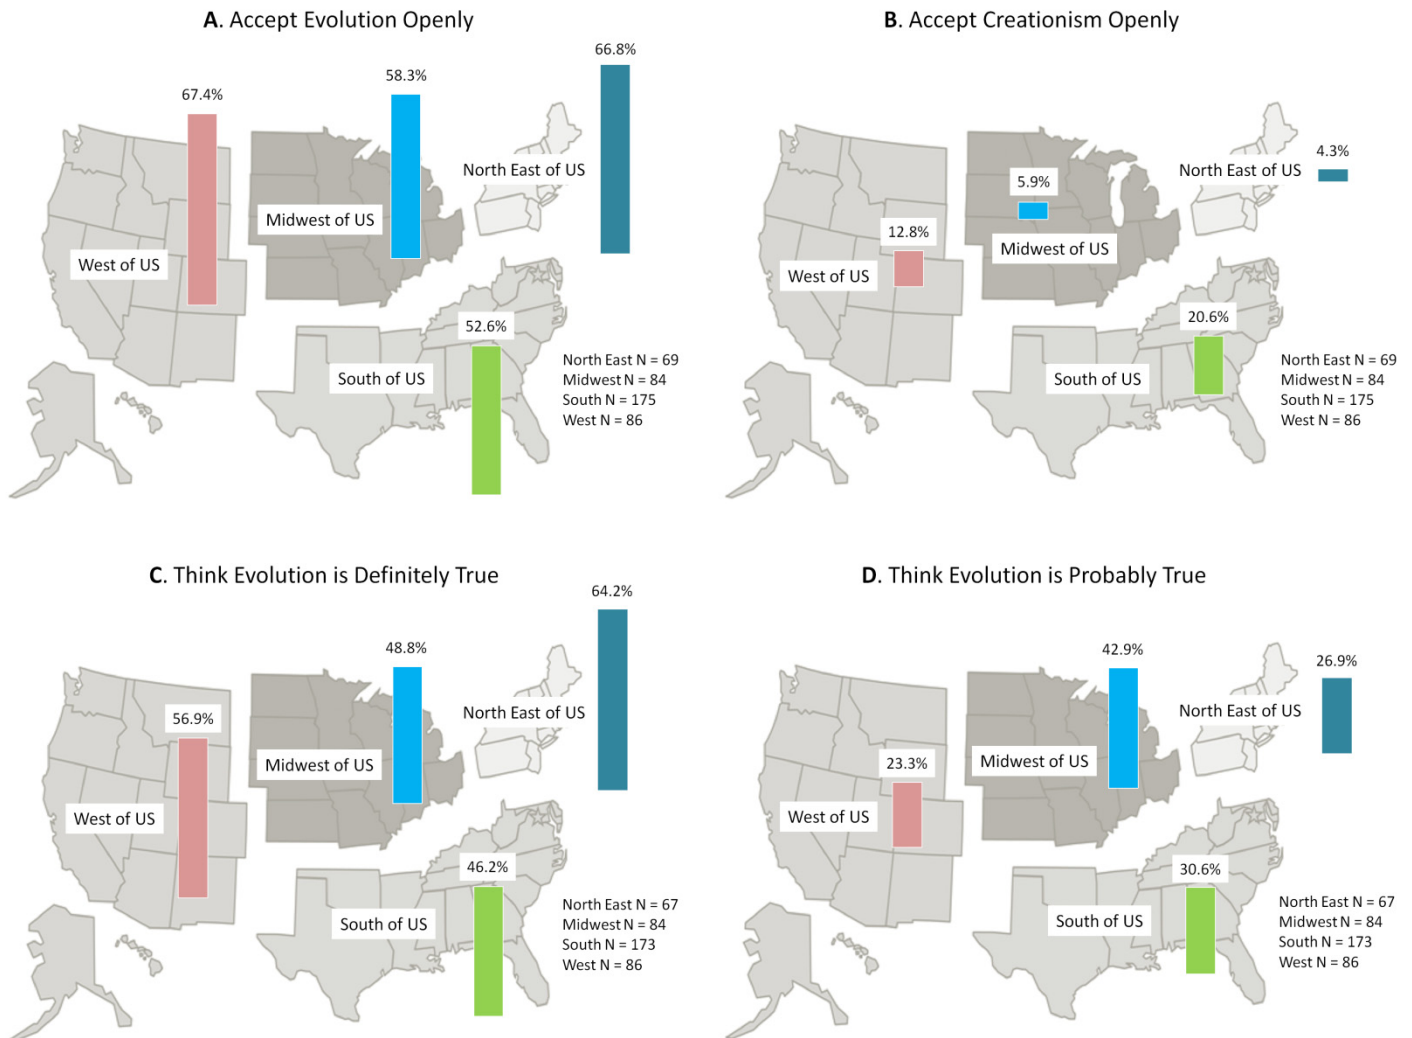 A. Accept Evolution Openly
66.8%
58.3%
67.4%
North East of US
Midwest of US
West of US
52.6%
South of US
North East N = 69
Midwest N = 84
South N = 175
West N = 86
B. Accept Creationism Openly
4.3%
North East of US
5.9%
12.8%
Midwest of US
West of US
20.6%
South of US
North East N = 69
Midwest N = 84
South N = 175
West N = 86
C. Think Evolution is Definitely True
64.2%
48.8%
56.9%
North East of US
Midwest of US
West of US
46.2%
South of US
North East N = 67
Midwest N = 84
South N = 173
West N = 86
D. Think Evolution is Probably True
42.9%
26.9%
North East of US
Midwest of US
23.3%
West of US
30.6%
South of US
North East N = 67
Midwest N = 84
South N = 173
West N = 86